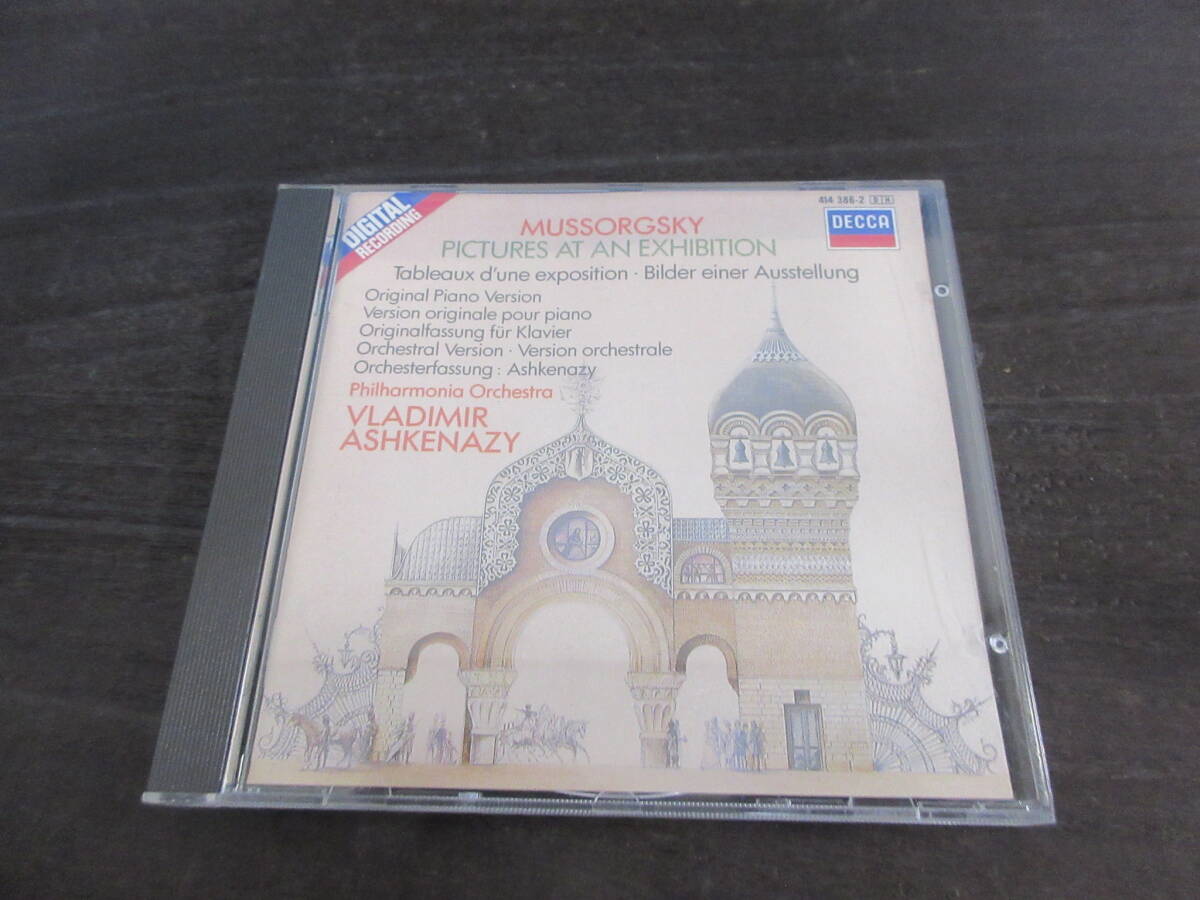 DIGITAL
RECORDING
414 386-2 D H
DECCA
MUSSORGSKY
PICTURES AT AN EXHIBITION
Tableaux d'une exposition · Bilder einer Ausstellung
Original Piano Version
Version originale pour piano
Originalfassung für Klavier
Orchestral Version · Version orchestrale
Orchesterfassung: Ashkenazy
Philharmonia Orchestra
VLADIMIR
ASHKENAZY